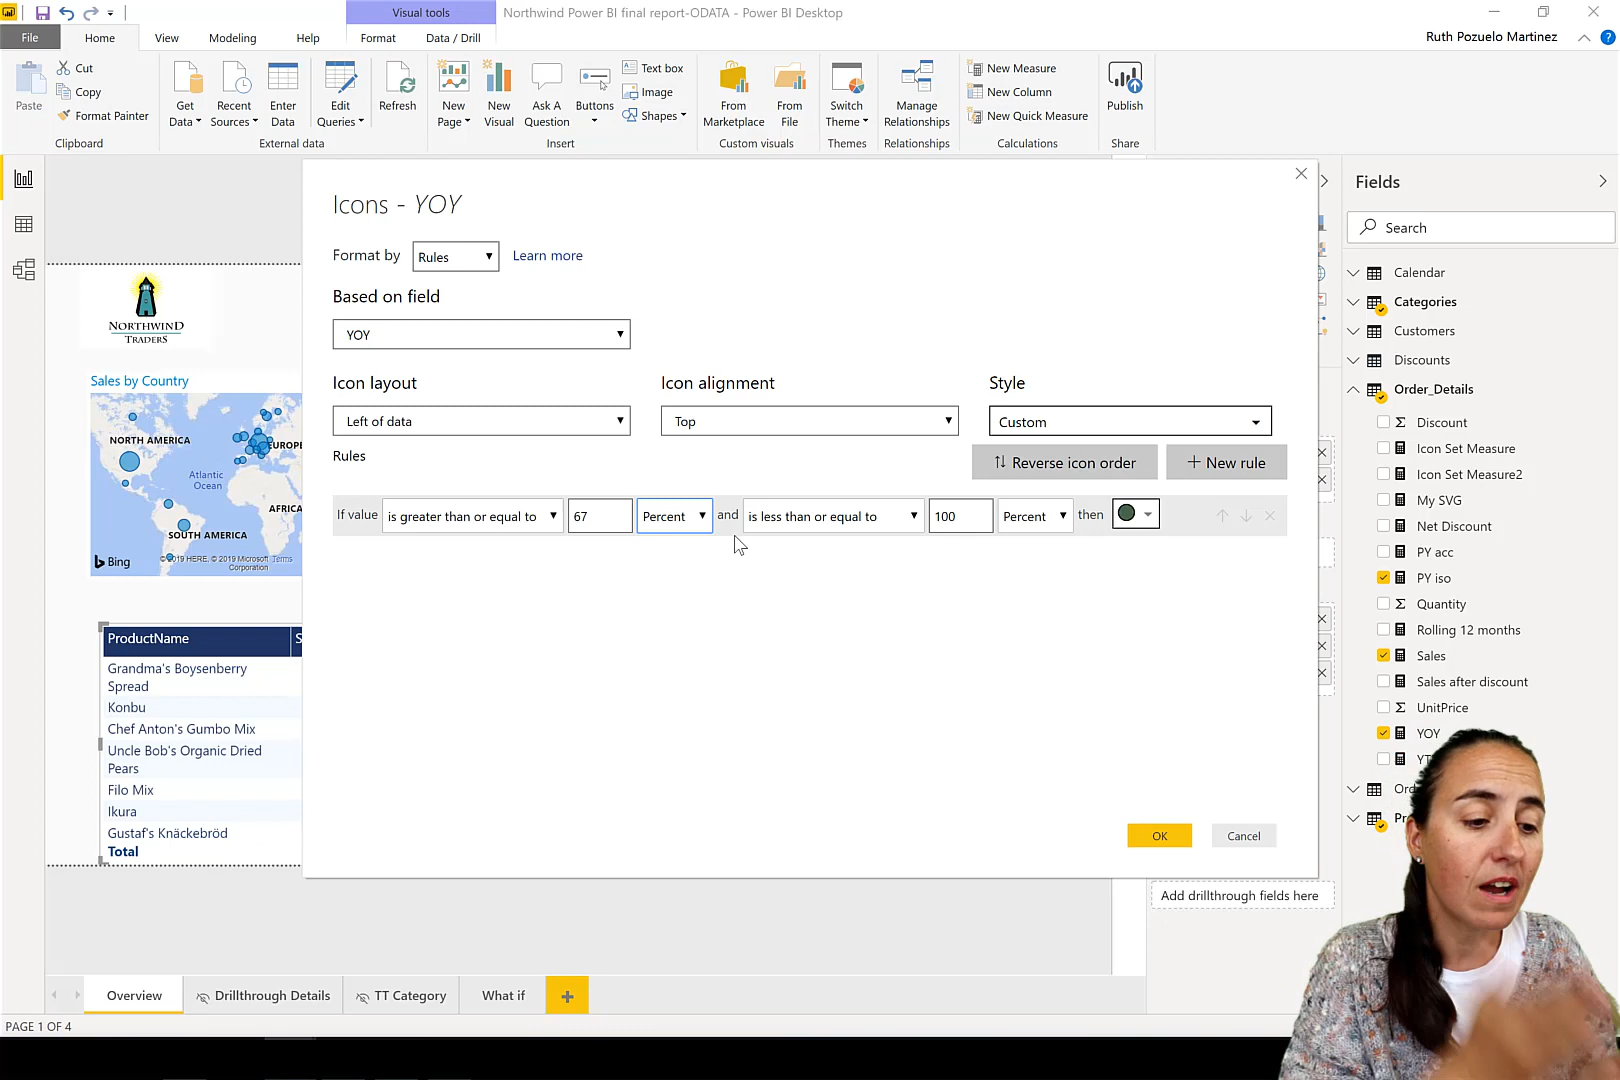 Visual tools
Northwind Power BI final report-ODATA - Power BI Desktop
File
Home
View
Modeling
Help
Format
Data / Drill
Ruth Pozuelo Martinez
Paste
Cut
Copy
Format Painter
Clipboard
Get Data
Recent Sources
Enter Data
Edit Queries
Refresh
External data
New Page
New Visual
Ask A Question
Buttons
Text box
Image
Shapes
Insert
From Marketplace
From File
Custom visuals
Switch Theme
Themes
Manage Relationships
Relationships
New Measure
New Column
New Quick Measure
Calculations
Publish
Share
NORTHWIND
TRADERS
Sales by Country
NORTH AMERICA
EUROPE
Atlantic
Ocean
AFRICA
SOUTH AMERICA
Bing
© 2019 HERE, © 2019 Microsoft Corporation Terms
ProductName
S
Grandma's Boysenberry
Spread
Konbu
Chef Anton's Gumbo Mix
Uncle Bob's Organic Dried
Pears
Filo Mix
Ikura
Gustaf's Knäckebröd
Total
Icons - YOY
Format by Rules Learn more
Based on field
YOY
Icon layout
Left of data
Icon alignment
Top
Style
Custom
Rules
Reverse icon order
New rule
If value is greater than or equal to 67 Percent and is less than or equal to 100 Percent then
OK
Cancel
Add drillthrough fields here
Fields
Search
Calendar
Categories
Customers
Discounts
Order_Details
Discount
Icon Set Measure
Icon Set Measure2
My SVG
Net Discount
PY acc
PY iso
Quantity
Rolling 12 months
Sales
Sales after discount
UnitPrice
YOY
Overview
Drillthrough Details
TT Category
What if
PAGE 1 OF 4